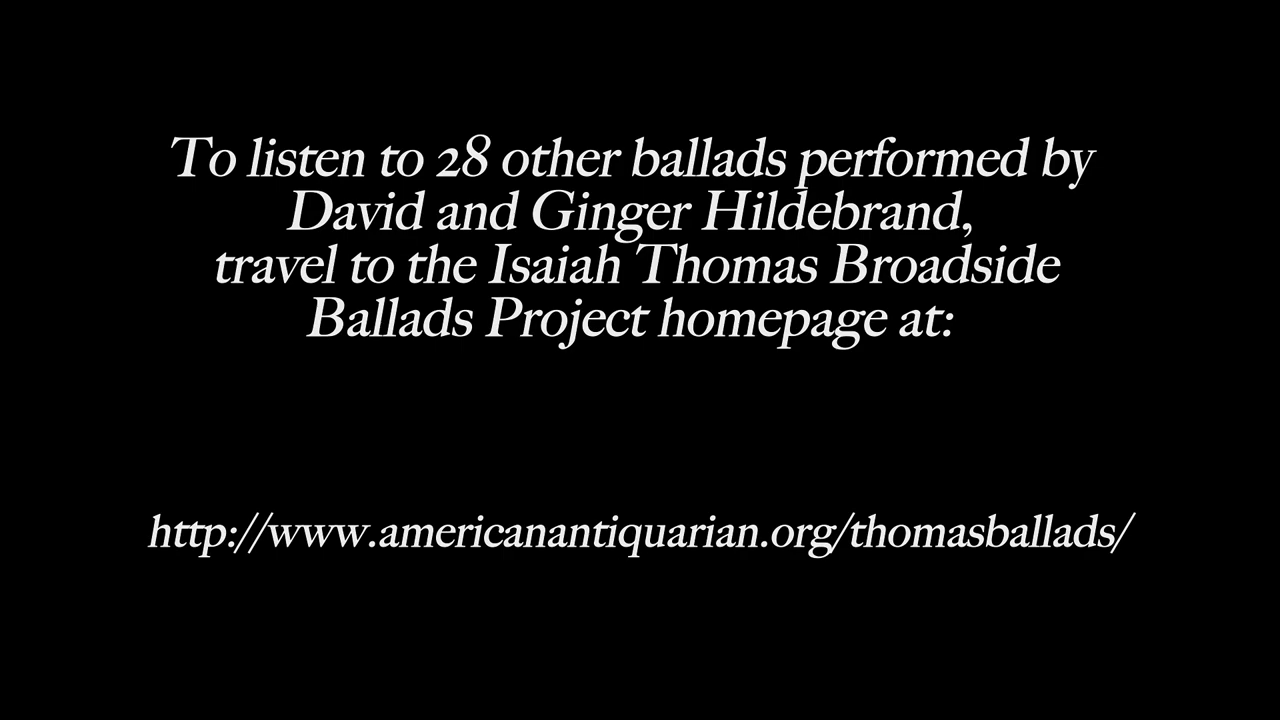 To listen to 28 other ballads performed by
David and Ginger Hildebrand,
travel to the Isaiah Thomas Broadside
Ballads Project homepage at:
http://www.americanantiquarian.org/thomasballads/